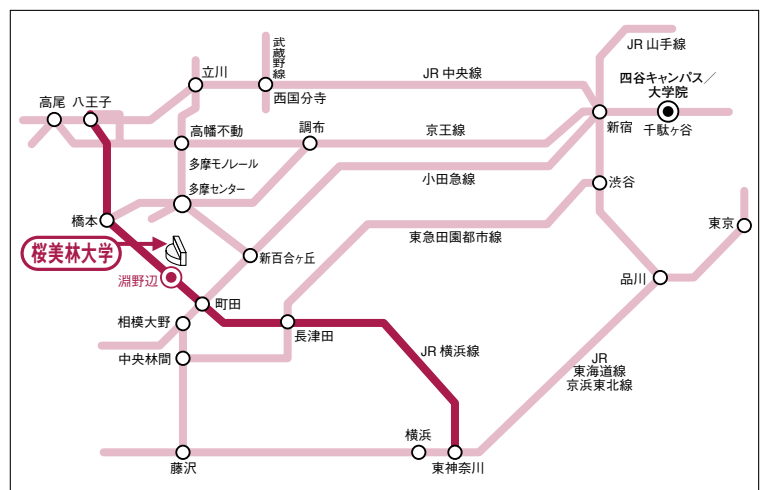 JR 山手線
武蔵野線
立川
JR 中央線
西国分寺
四谷キャンパス／
大学院
高尾
八王子
高幡不動
調布
京王線
新宿
千駄ヶ谷
多摩モノレール
多摩センター
小田急線
渋谷
橋本
東急田園都市線
東京
桜美林大学
新百合ヶ丘
淵野辺
品川
町田
相模大野
長津田
中央林間
JR 横浜線
JR
東海道線
京浜東北線
横浜
藤沢
東神奈川